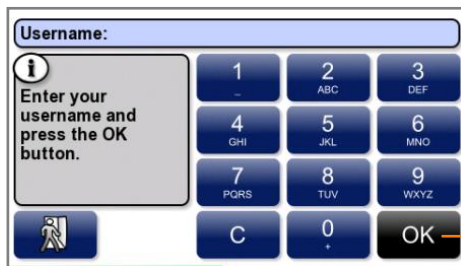 Username:
i
Enter your
username and
press the OK
button.
1
_
2
ABC
3
DEF
4
GHI
5
JKL
6
MNO
7
PQRS
8
TUV
9
WXYZ
C
0
+
OK